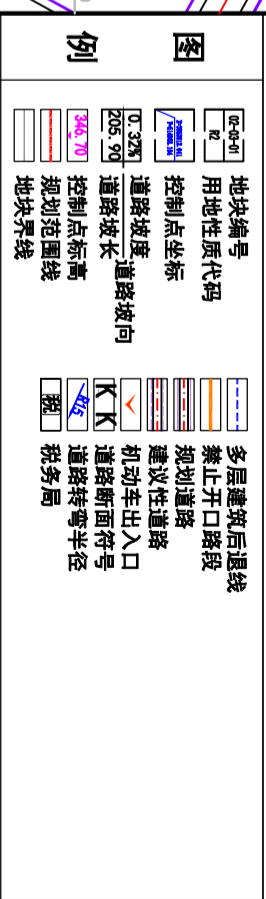 图例
02-03-01
R2
地块编号
用地性质代码
控制点坐标
0.32%
205.90
道路坡度
道路坡长
道路坡向
346.70
控制点标高
规划范围线
地块界线
多层建筑后退线
禁止开口路段
规划道路
建议性道路
机动车出入口
K K
道路断面符号
R15
道路转弯半径
税
税务局